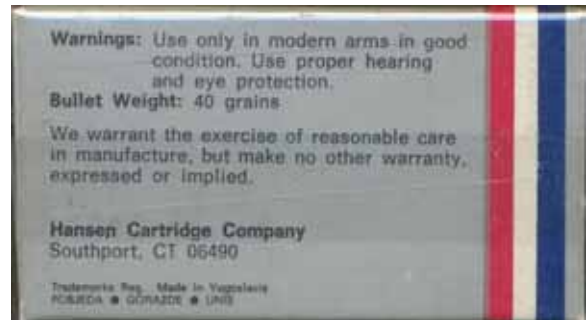 Warnings: Use only in modern arms in good
condition. Use proper hearing
and eye protection.
Bullet Weight: 40 grains
We warrant the exercise of reasonable care
in manufacture, but make no other warranty,
expressed or implied.
Hansen Cartridge Company
Southport, CT 06490
Trademarks Reg. Made in Yugoslavia
POBJEDA ● GORAZDE ● UNIS